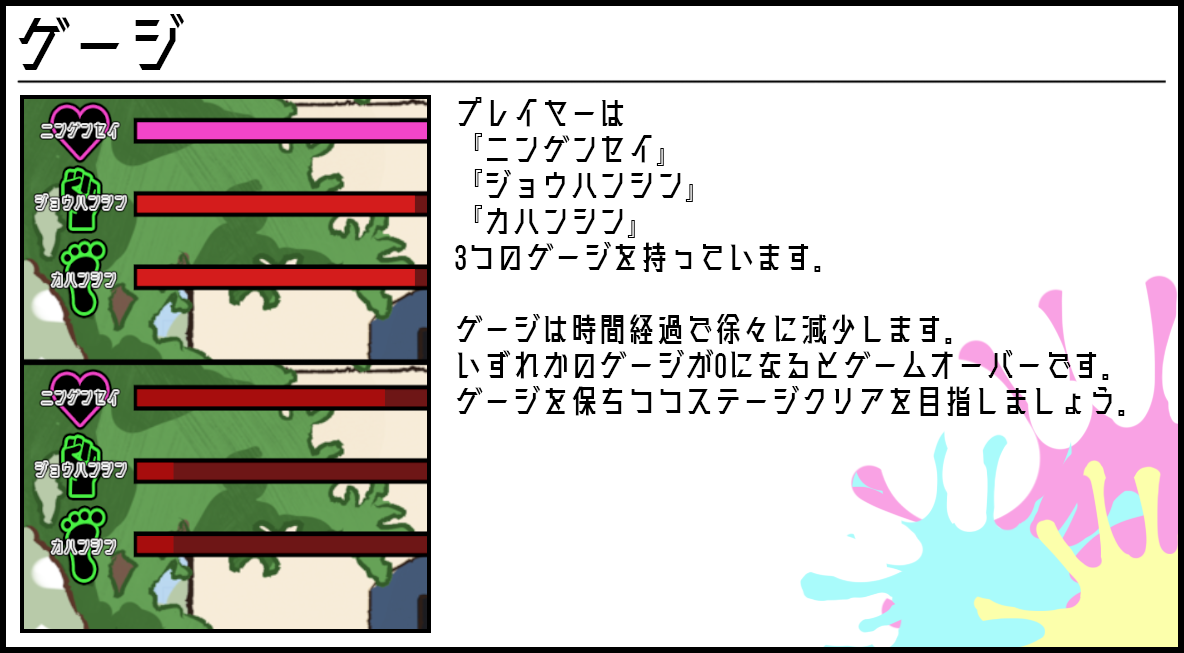 ゲージ
ニンゲンセイ
ジョウハンシン
カハンシン
ニンゲンセイ
ジョウハンシン
カハンシン
プレイヤーは
『ニンゲンセイ』
『ジョウハンシン』
『カハンシン』
3つのゲージを持っています。
ゲージは時間経過で徐々に減少します。
いずれかのゲージが0になるとゲームオーバーです。
ゲージを保ちつつステージクリアを目指しましょう。